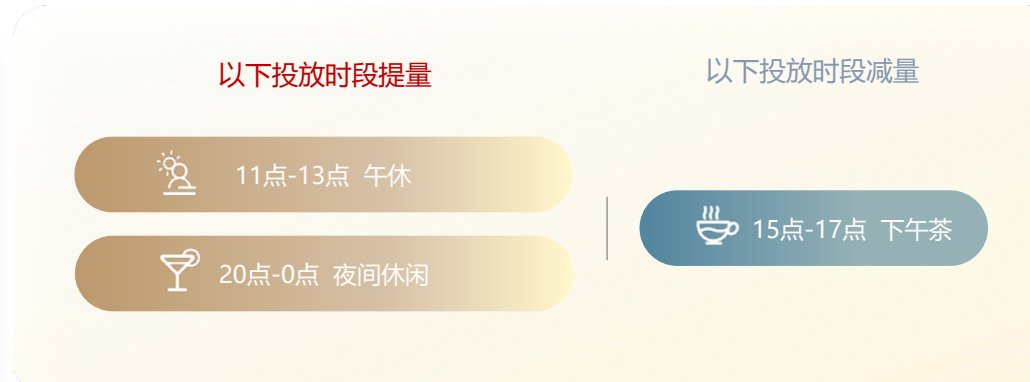 以下投放时段提量
11点-13点 午休
20点-0点 夜间休闲
以下投放时段减量
15点-17点 下午茶